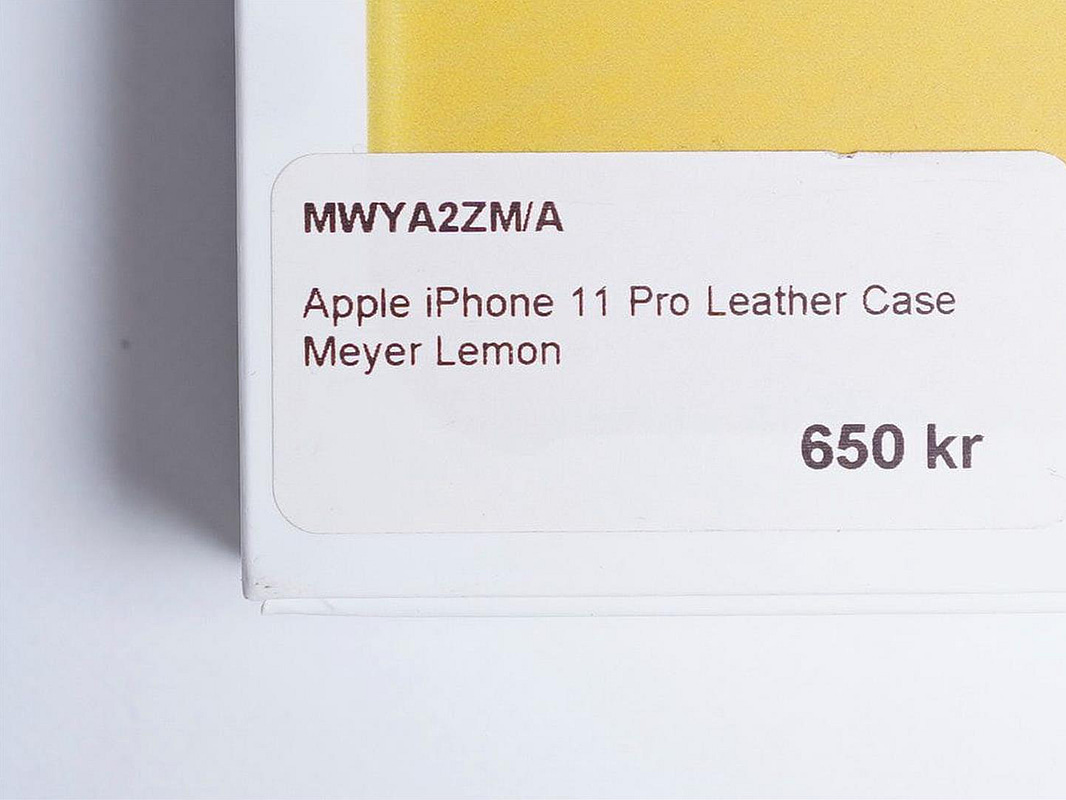 MWYA2ZM/A
Apple iPhone 11 Pro Leather Case
Meyer Lemon
650 kr